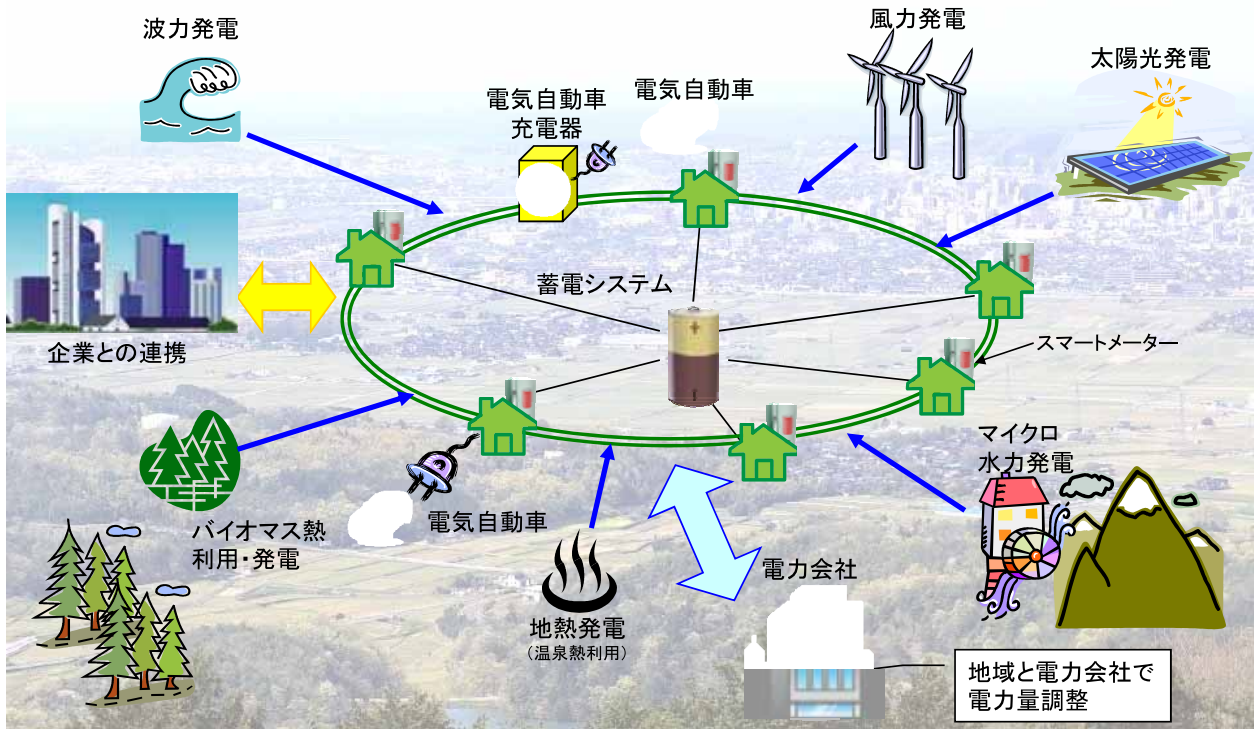 波力発電
風力発電
太陽光発電
電気自動車
充電器
電気自動車
蓄電システム
企業との連携
スマートメーター
マイクロ
水力発電
バイオマス熱
利用・発電
電気自動車
地熱発電
(温泉熱利用)
電力会社
地域と電力会社で
電力量調整